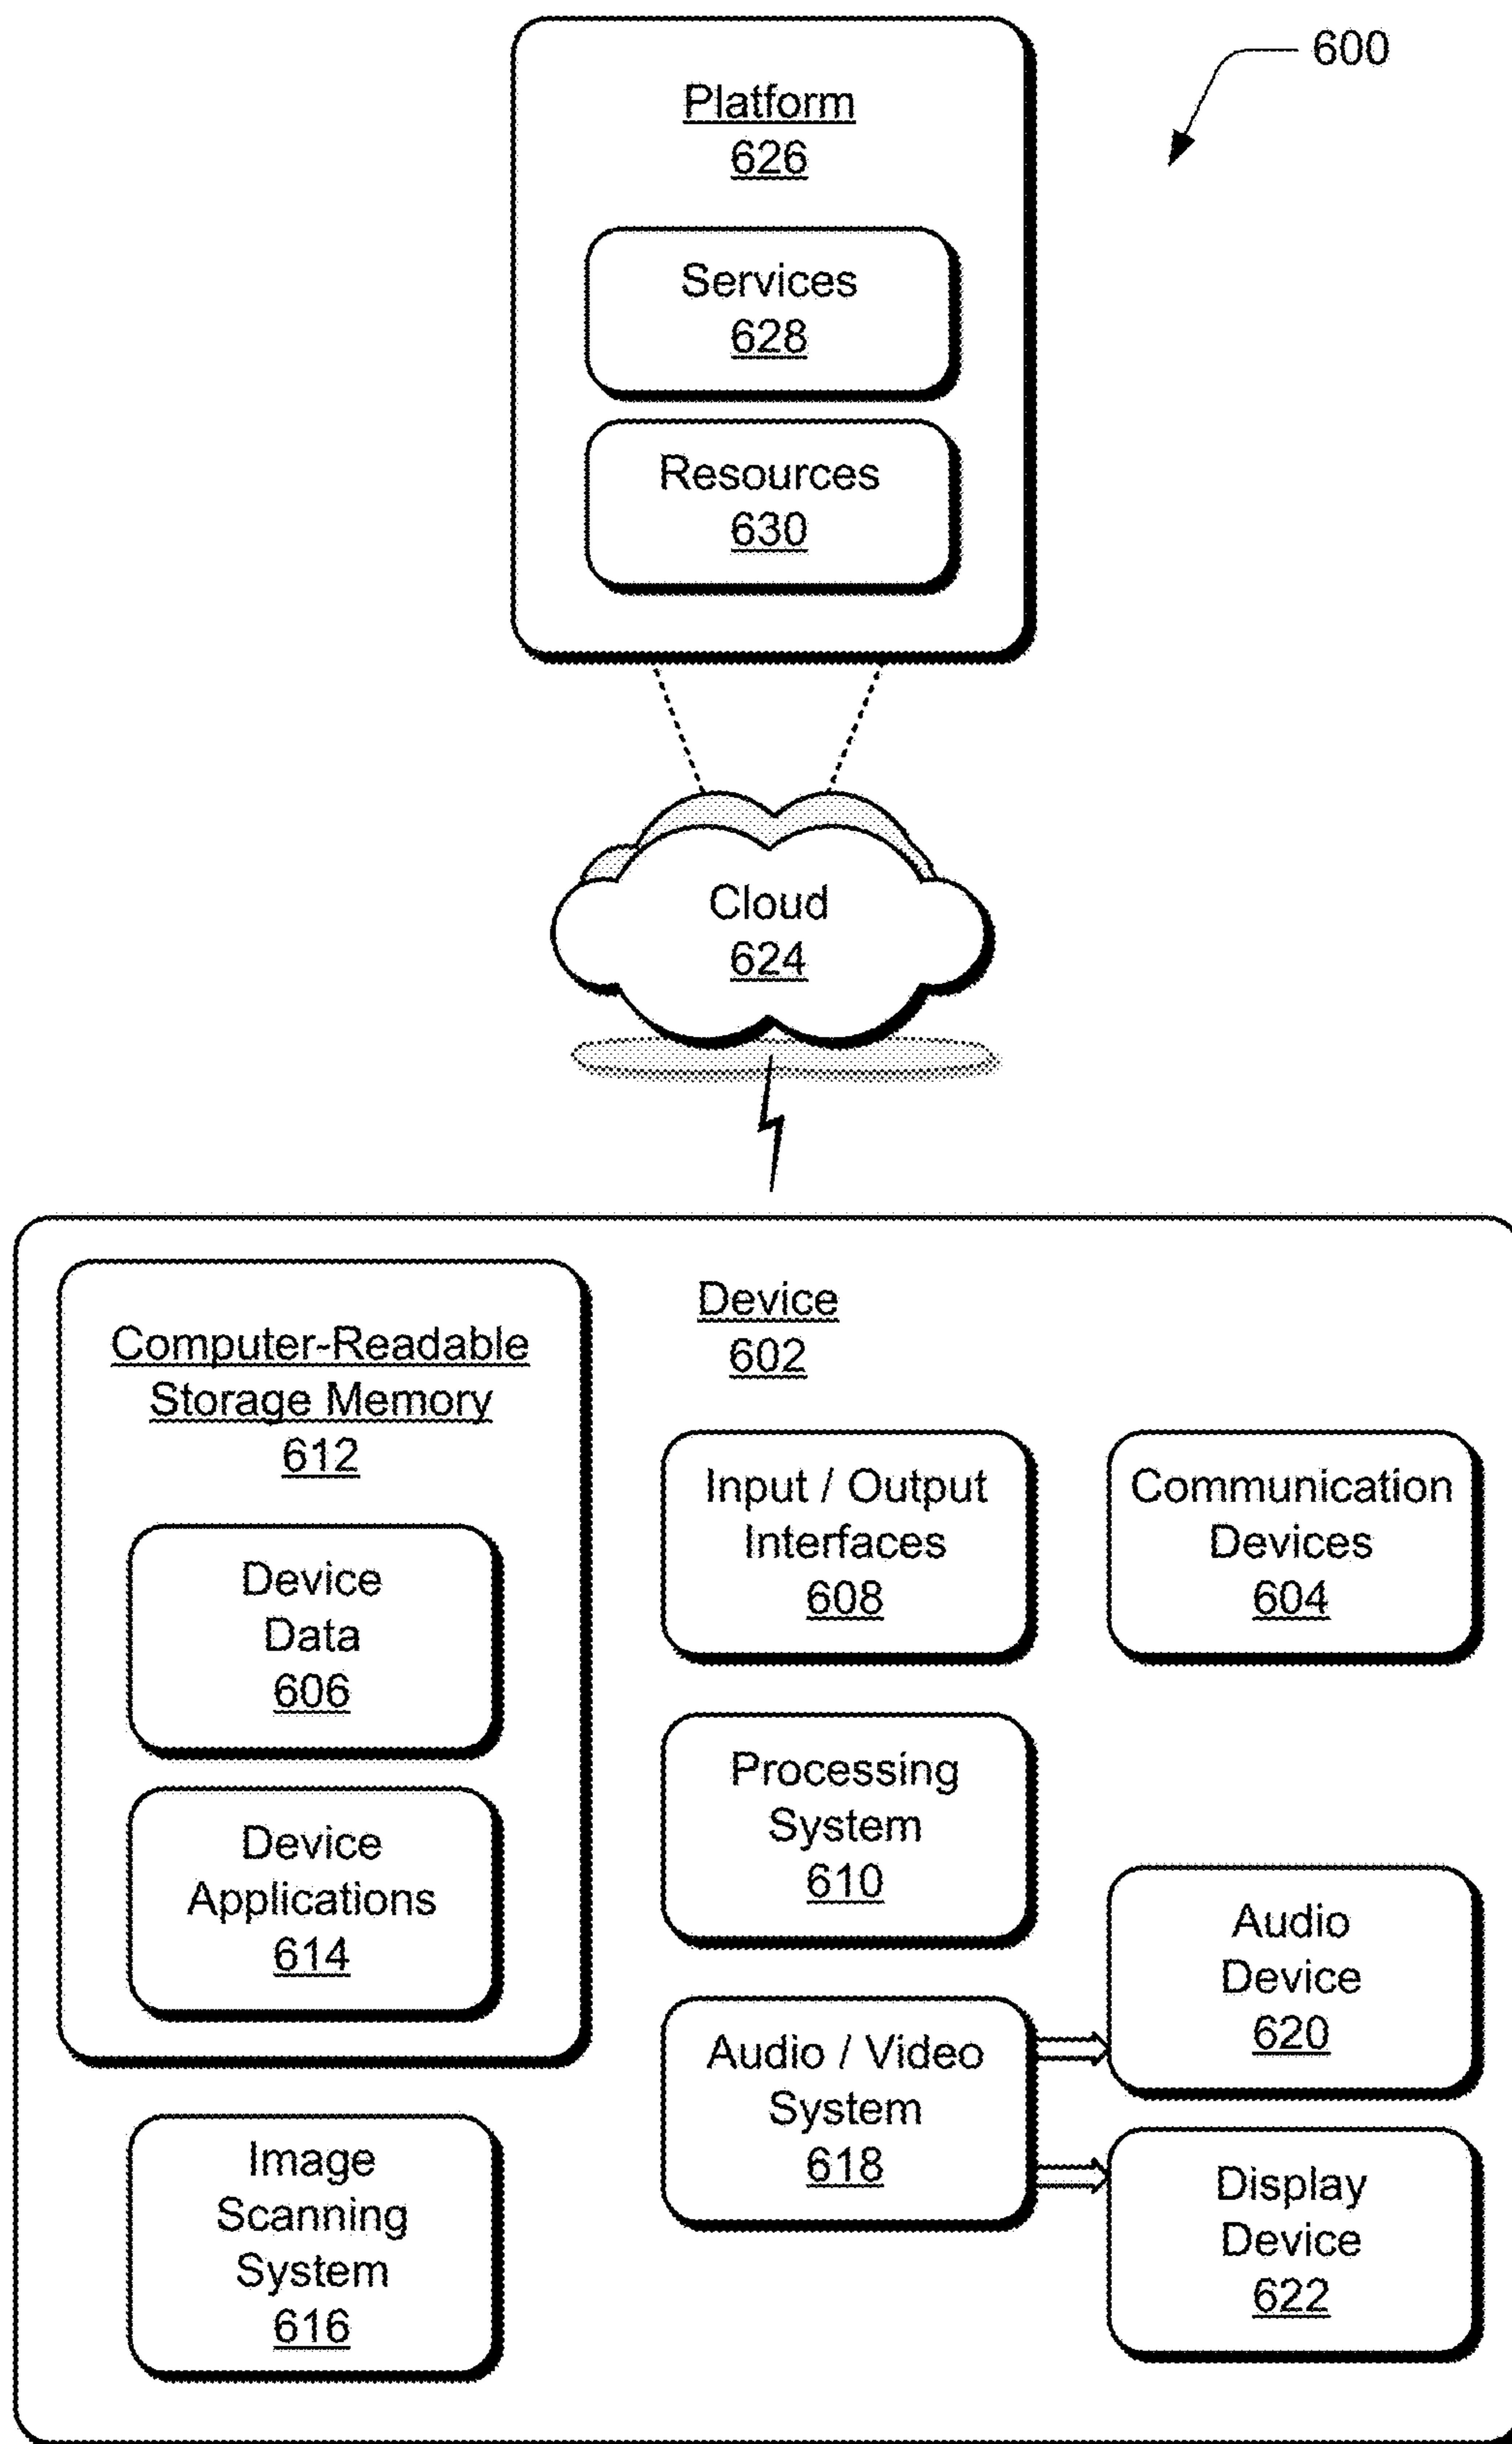 600
Platform
626
Services
628
Resources
630
Cloud
624
Device
602
Computer-Readable
Storage Memory
612
Device
Data
606
Device
Applications
614
Image
Scanning
System
616
Input / Output
Interfaces
608
Processing
System
610
Audio / Video
System
618
Communication
Devices
604
Audio
Device
620
Display
Device
622